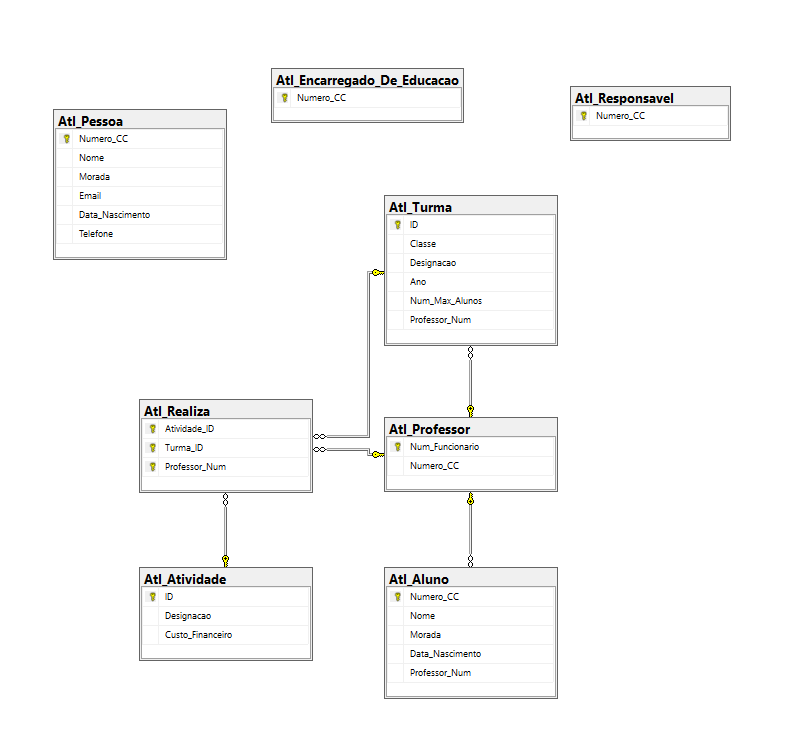 Atl_Encarregado_De_Educacao
Numero_CC
Atl_Responsavel
Numero_CC
Atl_Pessoa
Numero_CC
Nome
Morada
Email
Data_Nascimento
Telefone
Atl_Turma
ID
Classe
Designacao
Ano
Num_Max_Alunos
Professor_Num
Atl_Realiza
Atividade_ID
Turma_ID
Professor_Num
Atl_Professor
Num_Funcionario
Numero_CC
Atl_Atividade
ID
Designacao
Custo_Financeiro
Atl_Aluno
Numero_CC
Nome
Morada
Data_Nascimento
Professor_Num